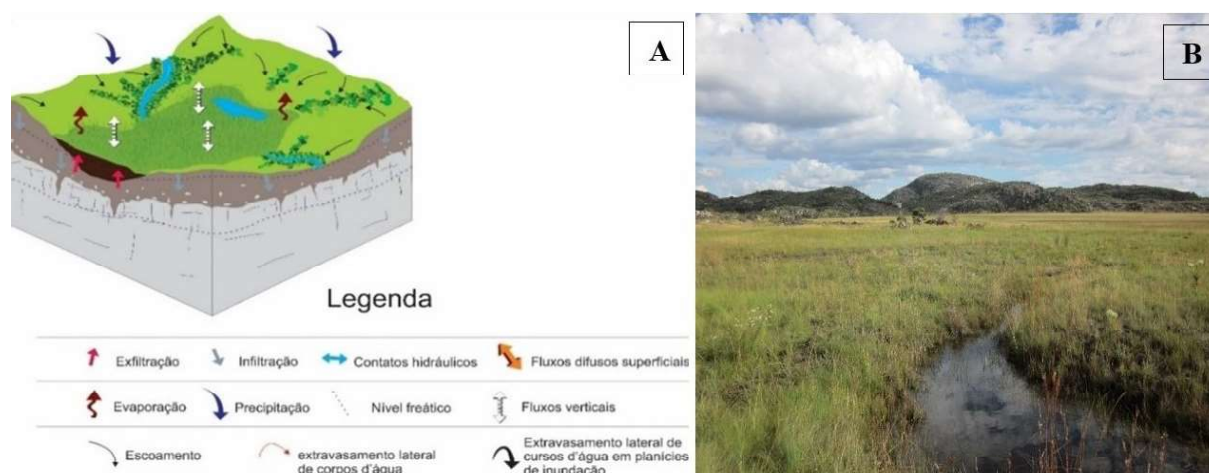 A
B
Legenda
Exfiltração Infiltração Contatos hidráulicos Fluxos difusos superficiais
Evaporação Precipitação Nível freático Fluxos verticais
Escoamento extravasamento lateral de corpos d'água Extravasamento lateral de cursos d'água em planícies de inundação